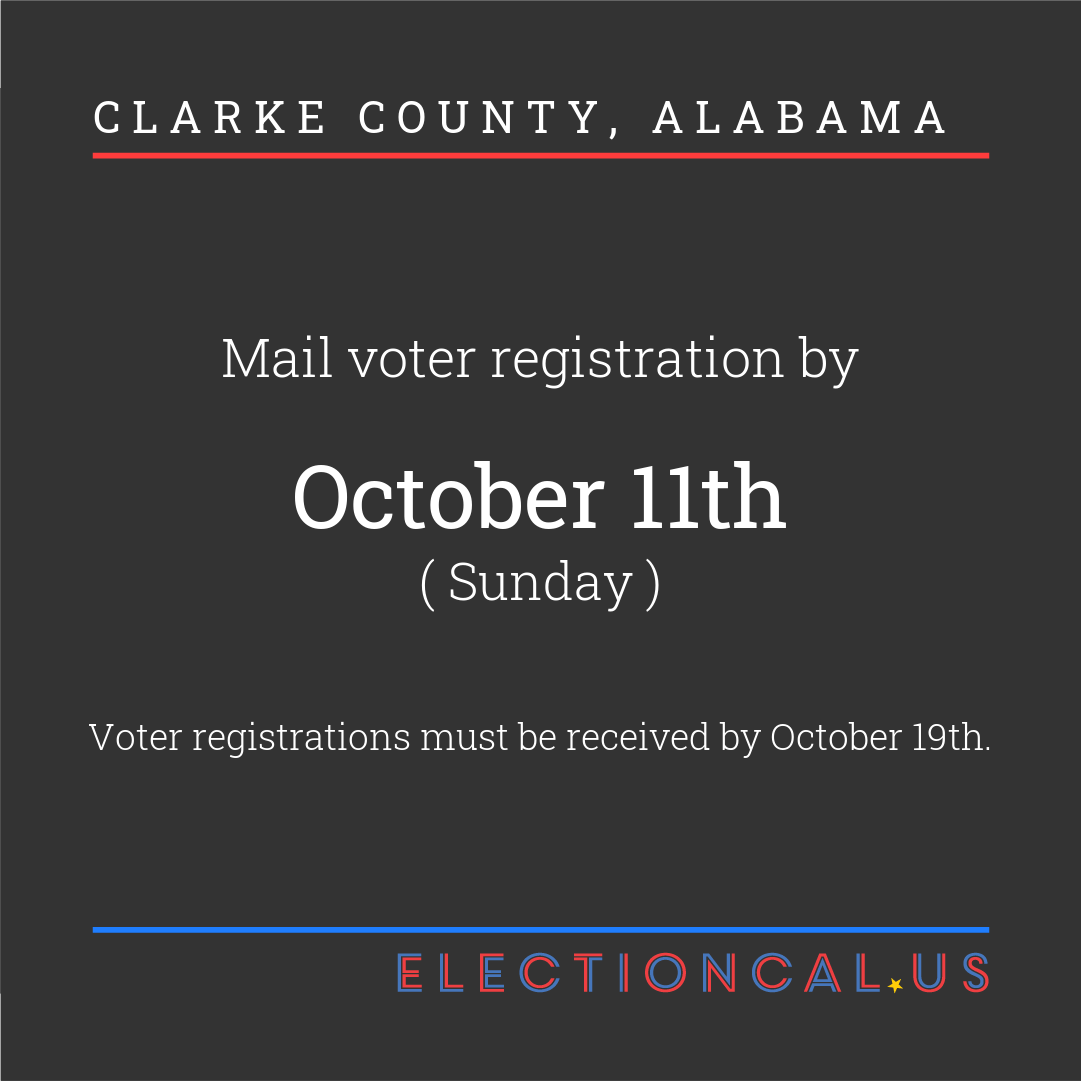 CLARKE COUNTY, ALABAMA
Mail voter registration by
October 11th
( Sunday )
Voter registrations must be received by October 19th.
ELECTIONCAL.US